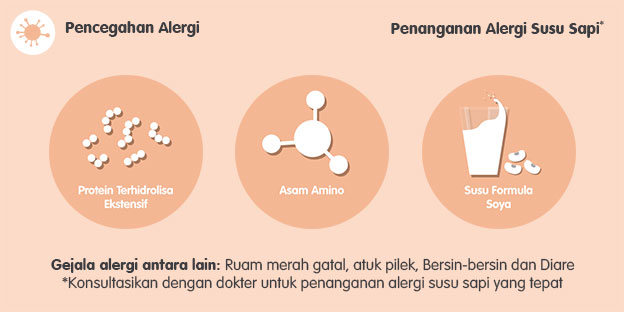 Pencegahan Alergi
Penanganan Alergi Susu Sapi*
Protein Terhidrolisa
Ekstensif
Asam Amino
Susu Formula
Soya
Gejala alergi antara lain: Ruam merah gatal, atuk pilek, Bersin-bersin dan Diare
*Konsultasikan dengan dokter untuk penanganan alergi susu sapi yang tepat